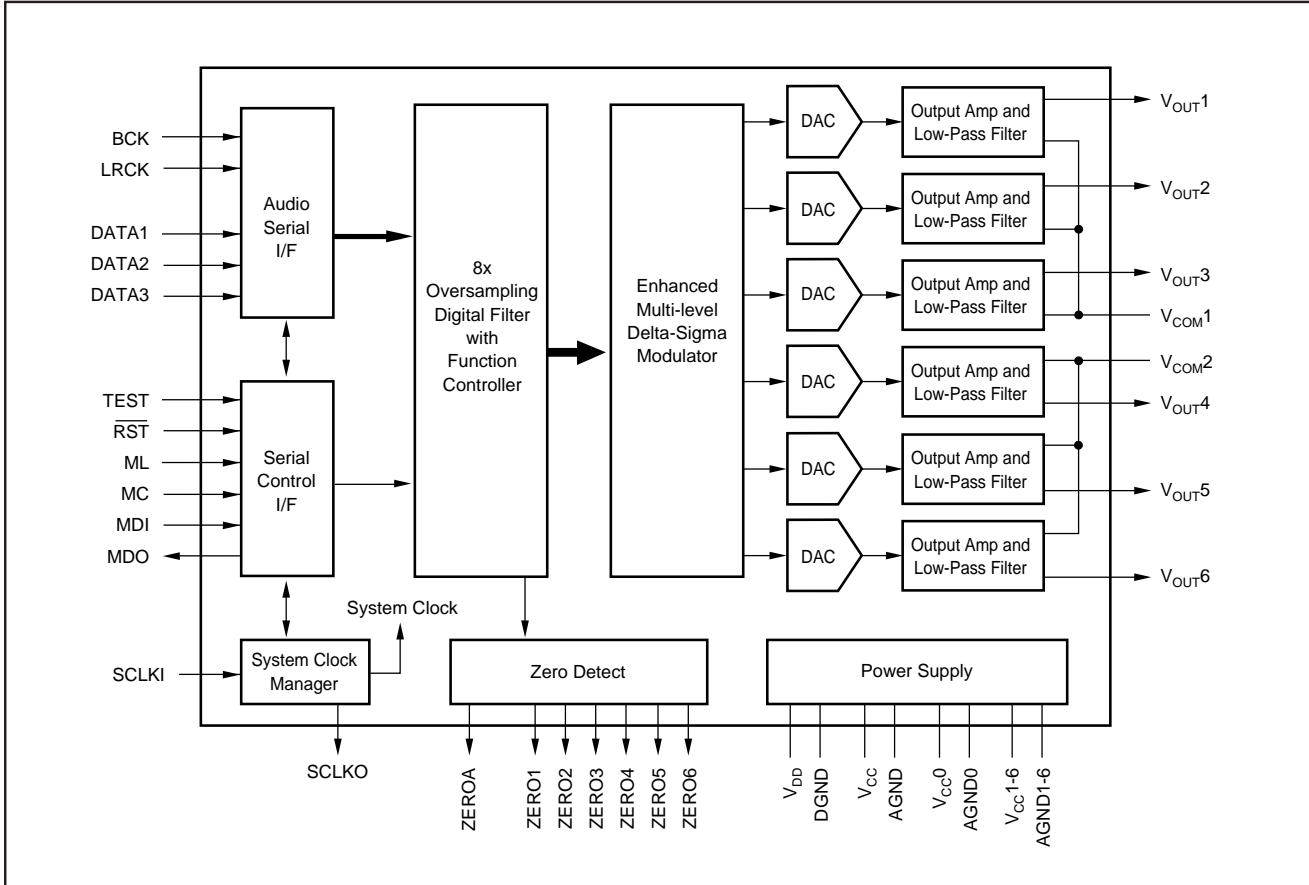 BCK
LRCK
DATA1
DATA2
DATA3
Audio
Serial
I/F
TEST
RST
ML
MC
MDI
MDO
Serial
Control
I/F
SCLKI
System Clock
Manager
System Clock
SCLKO
8x
Oversampling
Digital Filter
with
Function
Controller
Enhanced
Multi-level
Delta-Sigma
Modulator
DAC
Output Amp and
Low-Pass Filter
VOUT1
DAC
Output Amp and
Low-Pass Filter
VOUT2
DAC
Output Amp and
Low-Pass Filter
VOUT3
VCOM1
DAC
Output Amp and
Low-Pass Filter
VCOM2
VOUT4
DAC
Output Amp and
Low-Pass Filter
VOUT5
DAC
Output Amp and
Low-Pass Filter
VOUT6
Zero Detect
ZEROA
ZERO1
ZERO2
ZERO3
ZERO4
ZERO5
ZERO6
Power Supply
VDD
DGND
VCC
AGND
VCC0
AGND0
VCC1-6
AGND1-6